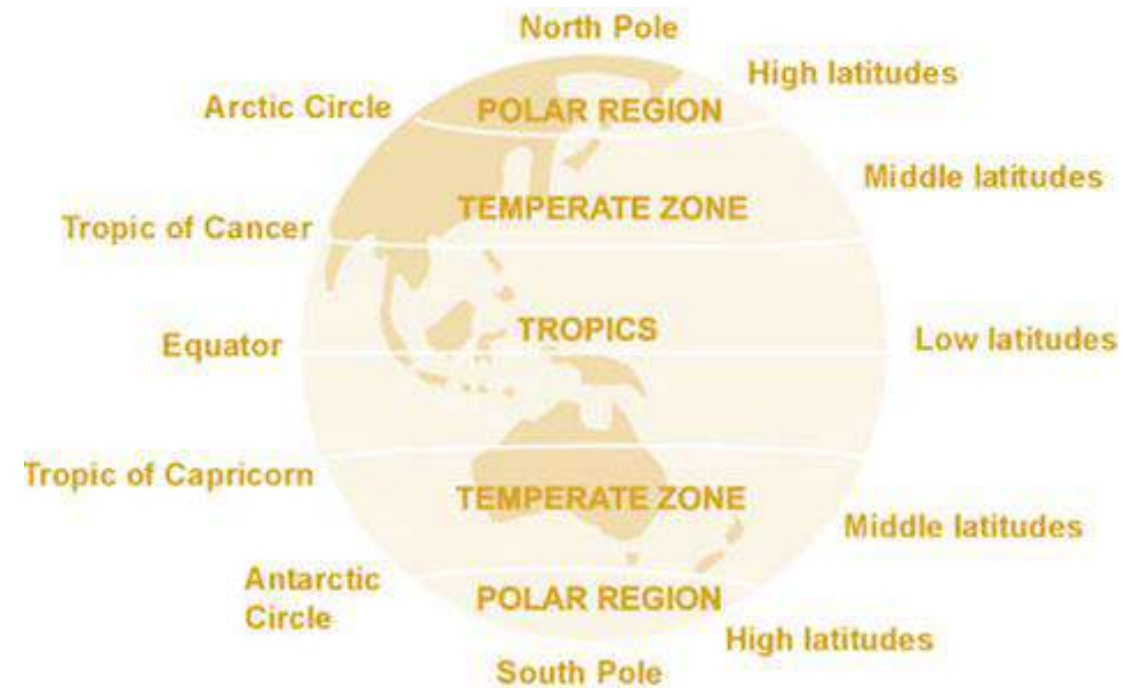 North Pole
High latitudes
Arctic Circle
POLAR REGION
Middle latitudes
TEMPERATE ZONE
Tropic of Cancer
TROPICS
Equator
Low latitudes
Tropic of Capricorn
TEMPERATE ZONE
Middle latitudes
Antarctic
Circle
POLAR REGION
High latitudes
South Pole